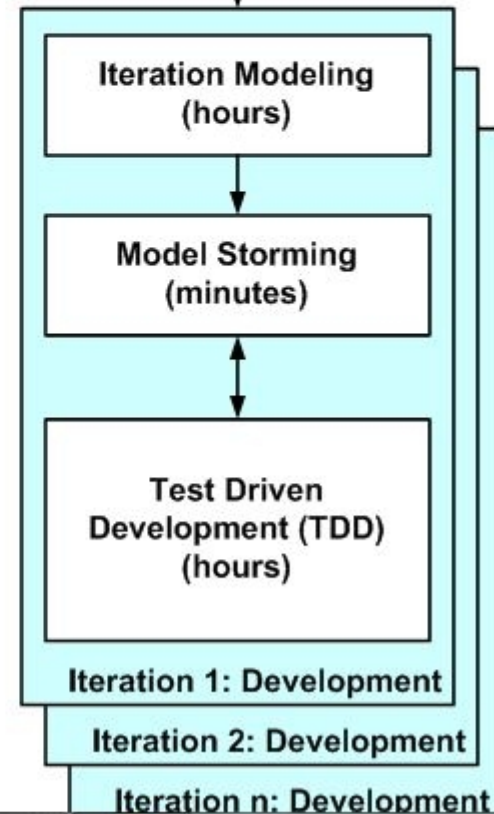 Iteration Modeling
(hours)
Model Storming
(minutes)
Test Driven
Development (TDD)
(hours)
Iteration 1: Development
Iteration 2: Development
Iteration n: Development